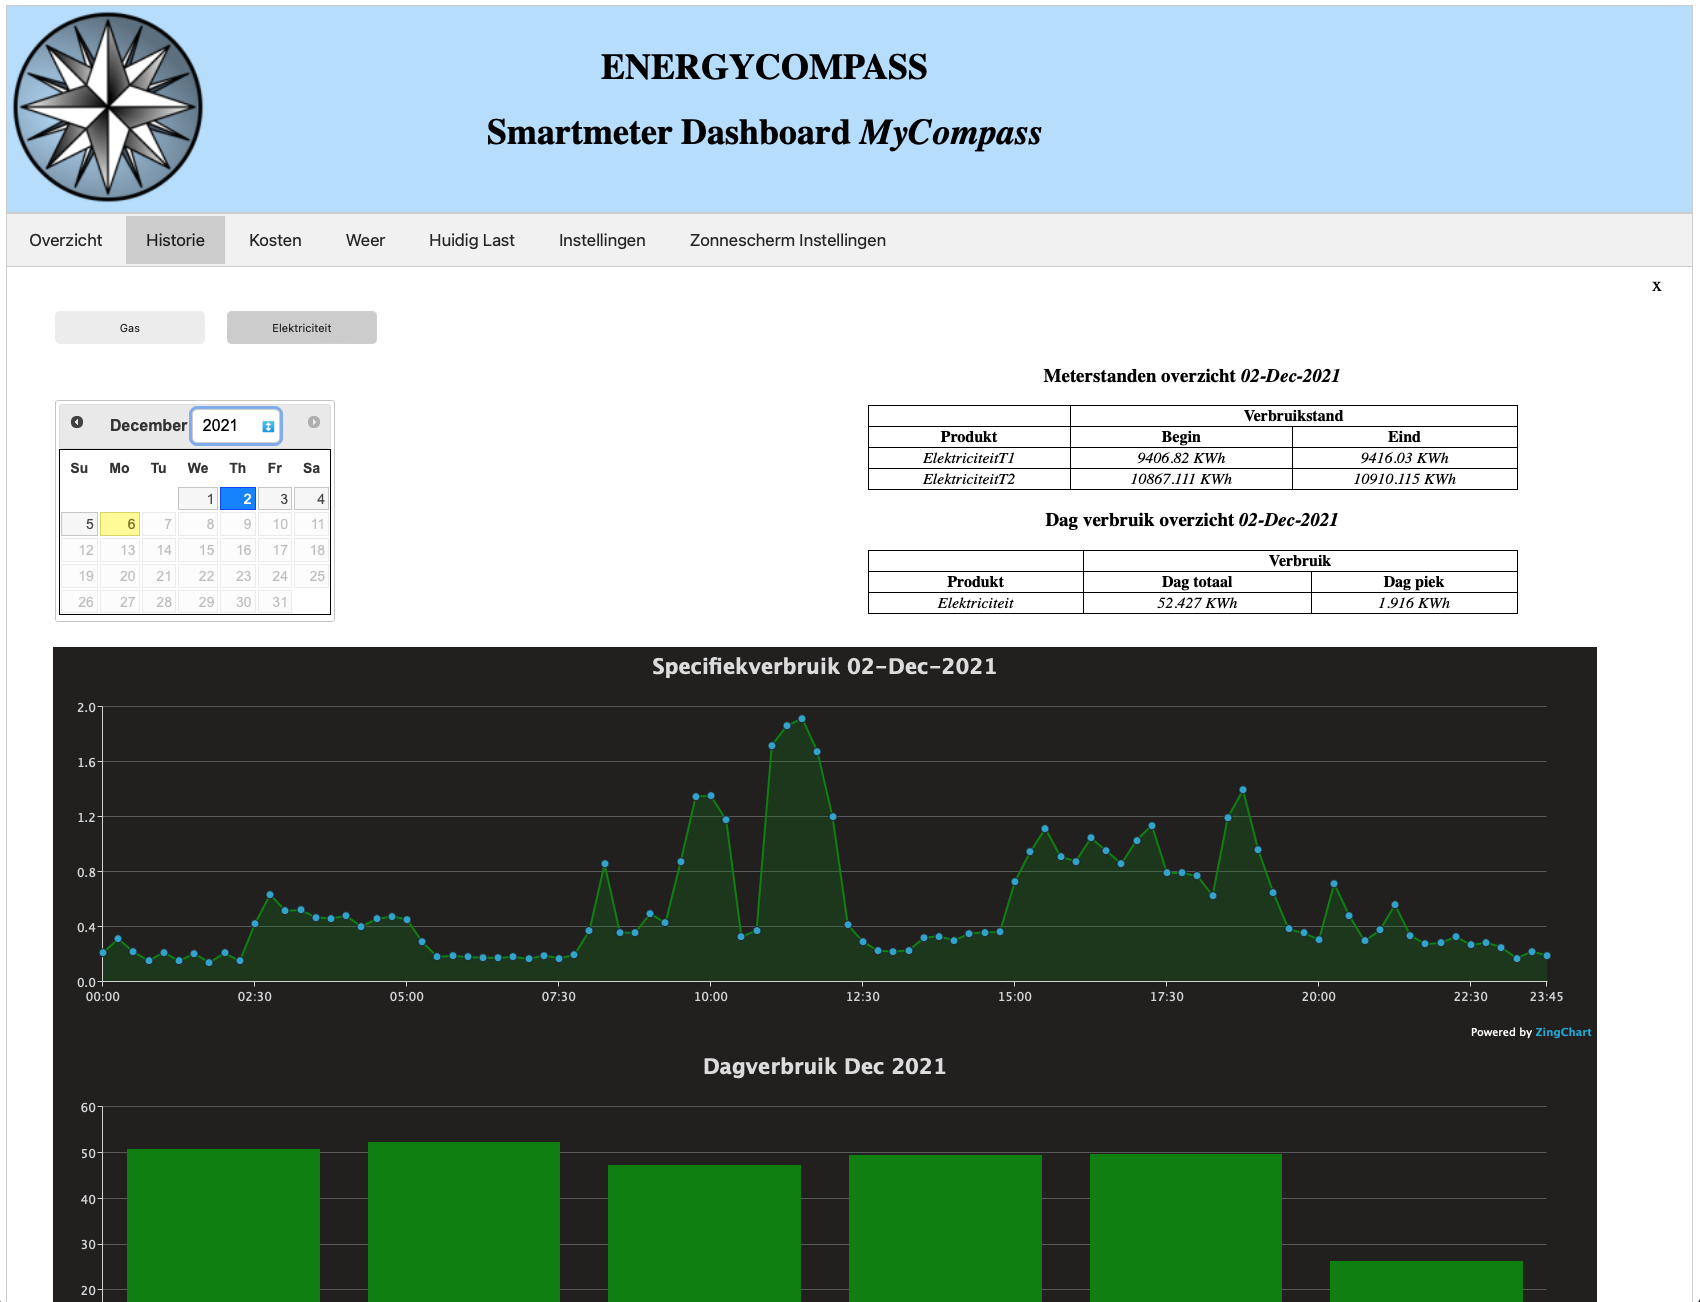 ENERGYCOMPASS
Smartmeter Dashboard MyCompass
Overzicht Historie Kosten Weer Huidig Last Instellingen Zonnescherm Instellingen
x
Gas Elektriciteit
Meterstanden overzicht 02-Dec-2021
Verbruikstand
Produkt Begin Eind
ElektriciteitT1 9406.82 KWh 9416.03 KWh
ElektriciteitT2 10867.111 KWh 10910.115 KWh
Dag verbruik overzicht 02-Dec-2021
Verbruik
Produkt Dag totaal Dag piek
Elektriciteit 52.427 KWh 1.916 KWh
December 2021
Su Mo Tu We Th Fr Sa
1 2 3 4
5 6 7 8 9 10 11
12 13 14 15 16 17 18
19 20 21 22 23 24 25
26 27 28 29 30 31
Specifiekverbruik 02-Dec-2021
2.0
1.6
1.2
0.8
0.4
0.0
00:00 02:30 05:00 07:30 10:00 12:30 15:00 17:30 20:00 22:30 23:45
Powered by ZingChart
Dagverbruik Dec 2021
60
50
40
30
20